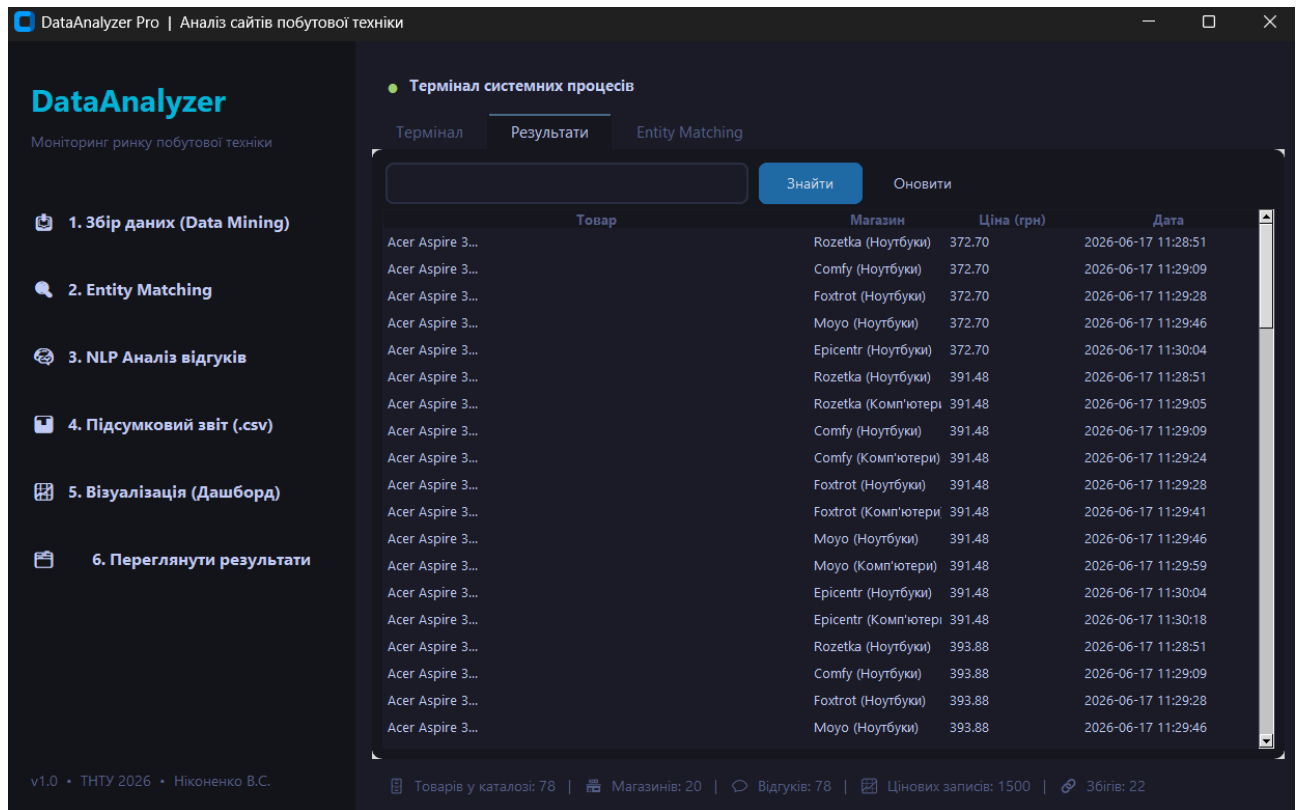 DataAnalyzer Pro | Аналіз сайтів побутової техніки
DataAnalyzer
Моніторинг ринку побутової техніки
1. Збір даних (Data Mining)
2. Entity Matching
3. NLP Аналіз відгуків
4. Підсумковий звіт (.csv)
5. Візуалізація (Дашборд)
6. Переглянути результати
v1.0 • ТНТУ 2026 • Ніконенко В.С.
Термінал системних процесів
Термінал Результати Entity Matching
Знайти Оновити
Товар Магазин Ціна (грн) Дата
Acer Aspire 3... Rozetka (Ноутбуки) 372.70 2026-06-17 11:28:51
Acer Aspire 3... Comfy (Ноутбуки) 372.70 2026-06-17 11:29:09
Acer Aspire 3... Foxtrot (Ноутбуки) 372.70 2026-06-17 11:29:28
Acer Aspire 3... Moyo (Ноутбуки) 372.70 2026-06-17 11:29:46
Acer Aspire 3... Epicentr (Ноутбуки) 372.70 2026-06-17 11:30:04
Acer Aspire 3... Rozetka (Ноутбуки) 391.48 2026-06-17 11:28:51
Acer Aspire 3... Rozetka (Комп'ютери 391.48 2026-06-17 11:29:05
Acer Aspire 3... Comfy (Ноутбуки) 391.48 2026-06-17 11:29:09
Acer Aspire 3... Comfy (Комп'ютери) 391.48 2026-06-17 11:29:24
Acer Aspire 3... Foxtrot (Ноутбуки) 391.48 2026-06-17 11:29:28
Acer Aspire 3... Foxtrot (Комп'ютери) 391.48 2026-06-17 11:29:41
Acer Aspire 3... Moyo (Ноутбуки) 391.48 2026-06-17 11:29:46
Acer Aspire 3... Moyo (Комп'ютери) 391.48 2026-06-17 11:29:59
Acer Aspire 3... Epicentr (Ноутбуки) 391.48 2026-06-17 11:30:04
Acer Aspire 3... Epicentr (Комп'ютері 391.48 2026-06-17 11:30:18
Acer Aspire 3... Rozetka (Ноутбуки) 393.88 2026-06-17 11:28:51
Acer Aspire 3... Comfy (Ноутбуки) 393.88 2026-06-17 11:29:09
Acer Aspire 3... Foxtrot (Ноутбуки) 393.88 2026-06-17 11:29:28
Acer Aspire 3... Moyo (Ноутбуки) 393.88 2026-06-17 11:29:46
Товарів у каталозі: 78 | Магазинів: 20 | Відгуків: 78 | Цінових записів: 1500 | Збігів: 22